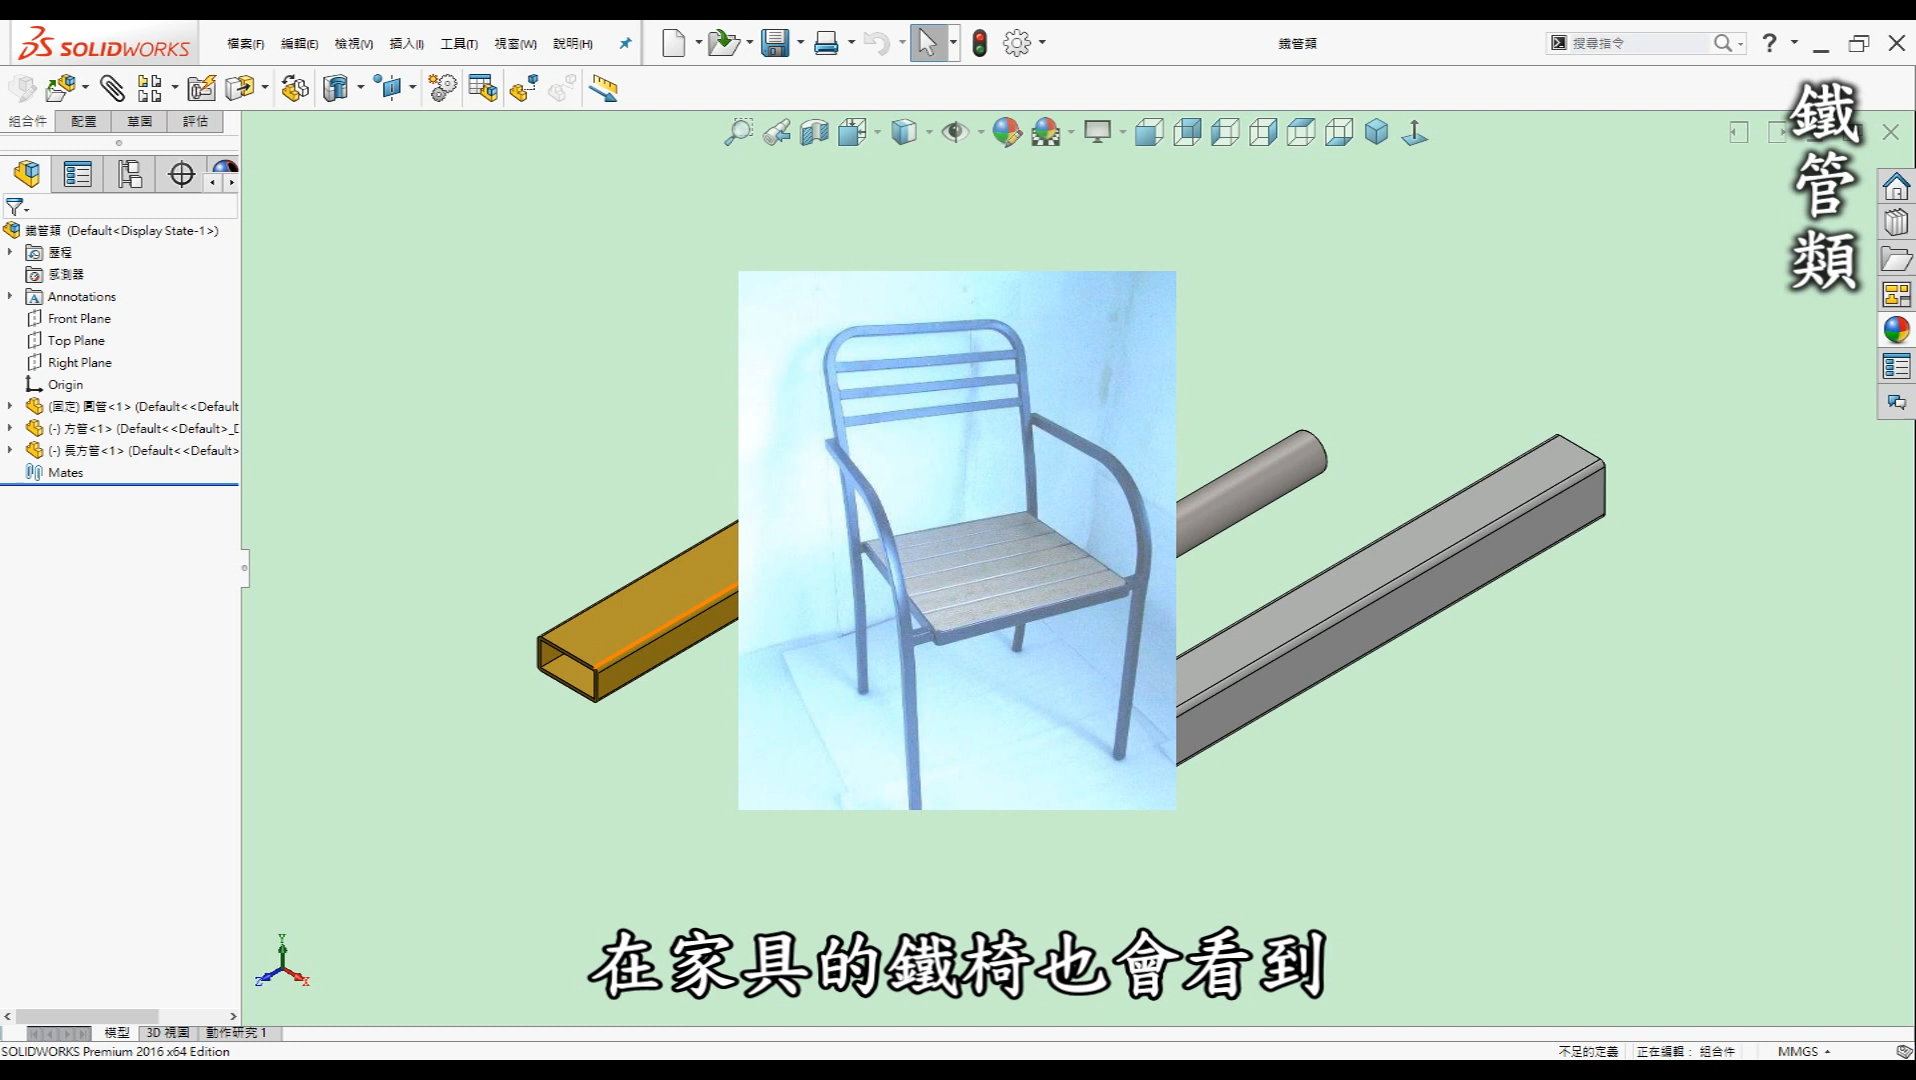 SOLIDWORKS
檔案(F) 編輯(E) 檢視(V) 插入(I) 工具(T) 視窗(W) 說明(H)
鐵管類
搜尋指令
組合件 配置 草圖 評估
鐵管類
鐵管類 (Default<Display State-1>)
歷程
感測器
Annotations
Front Plane
Top Plane
Right Plane
Origin
(固定) 圓管<1> (Default<<Default
(-) 方管<1> (Default<<Default>_D
(-) 長方管<1> (Default<<Default>
Mates
在家具的鐵椅也會看到
模型 3D 視圖 動作研究 1
SOLIDWORKS Premium 2016 x64 Edition
不足的定義 正在編輯： 組合件 MMGS